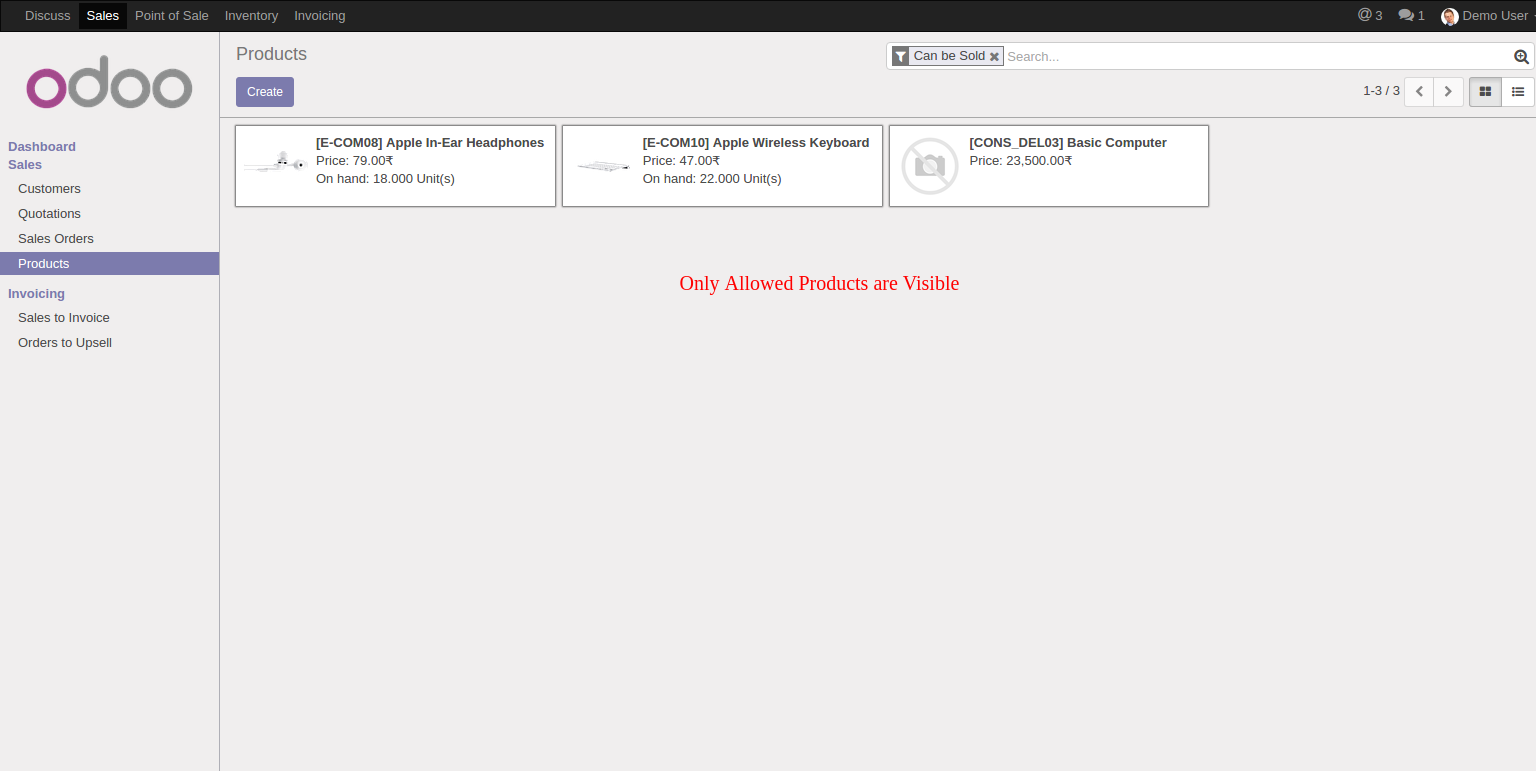 Discuss Sales Point of Sale Inventory Invoicing @ 3 1 Demo User
odoo
Products
Can be Sold Search...
Create
1-3 / 3
Dashboard
Sales
Customers
Quotations
Sales Orders
Products
Invoicing
Sales to Invoice
Orders to Upsell
[E-COM08] Apple In-Ear Headphones
Price: 79.00₹
On hand: 18.000 Unit(s)
[E-COM10] Apple Wireless Keyboard
Price: 47.00₹
On hand: 22.000 Unit(s)
[CONS_DEL03] Basic Computer
Price: 23,500.00₹
Only Allowed Products are Visible